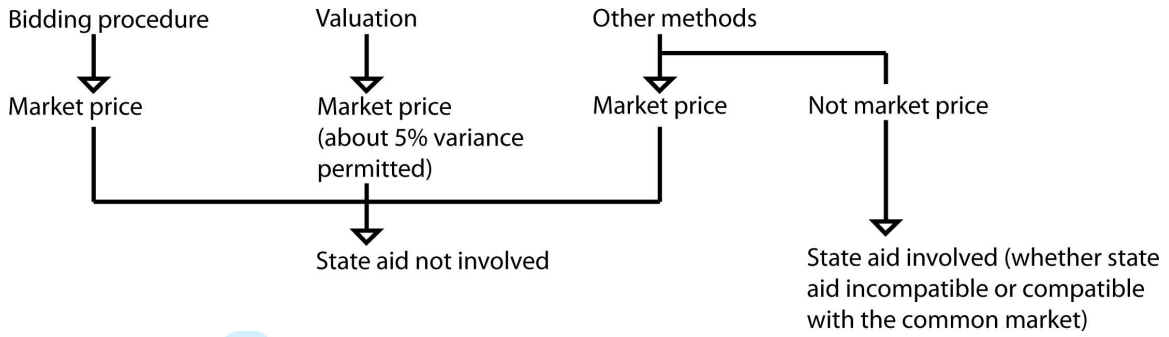 Bidding procedure
Valuation
Other methods
Market price
Market price
(about 5% variance
permitted)
Market price
Not market price
State aid not involved
State aid involved (whether state
aid incompatible or compatible
with the common market)